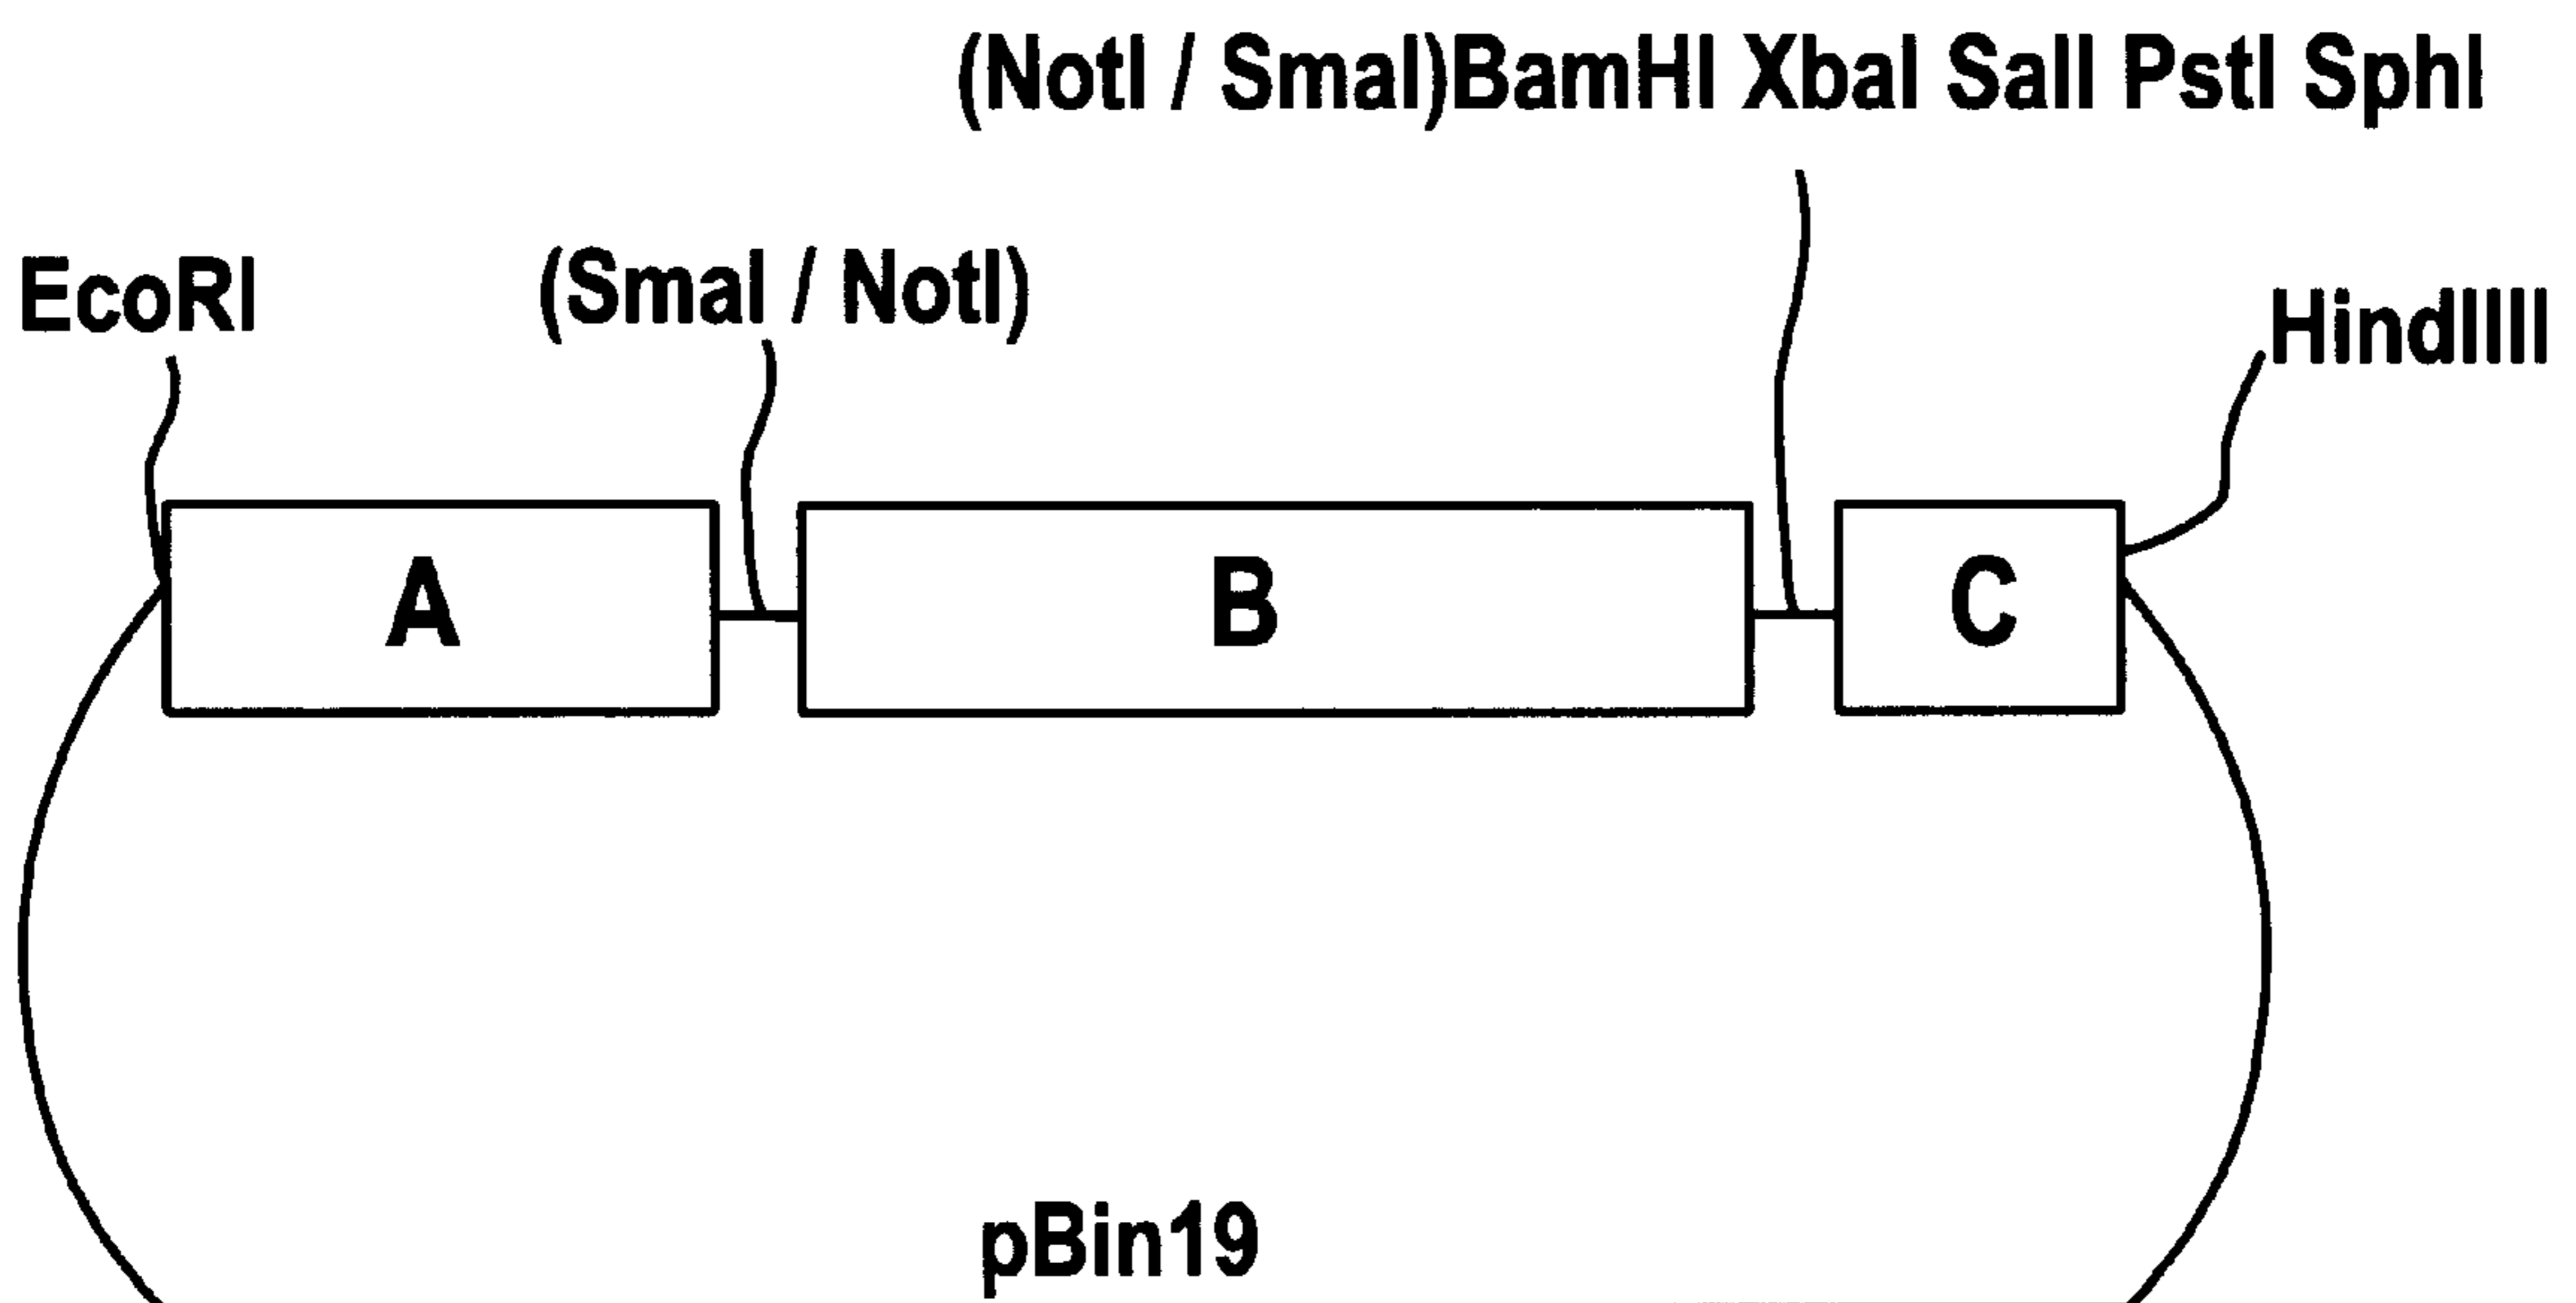 (NotI / SmaI)BamHI XbaI SalI PstI SphI
EcoRI
(SmaI / NotI)
HindIIII
A
B
C
pBin19